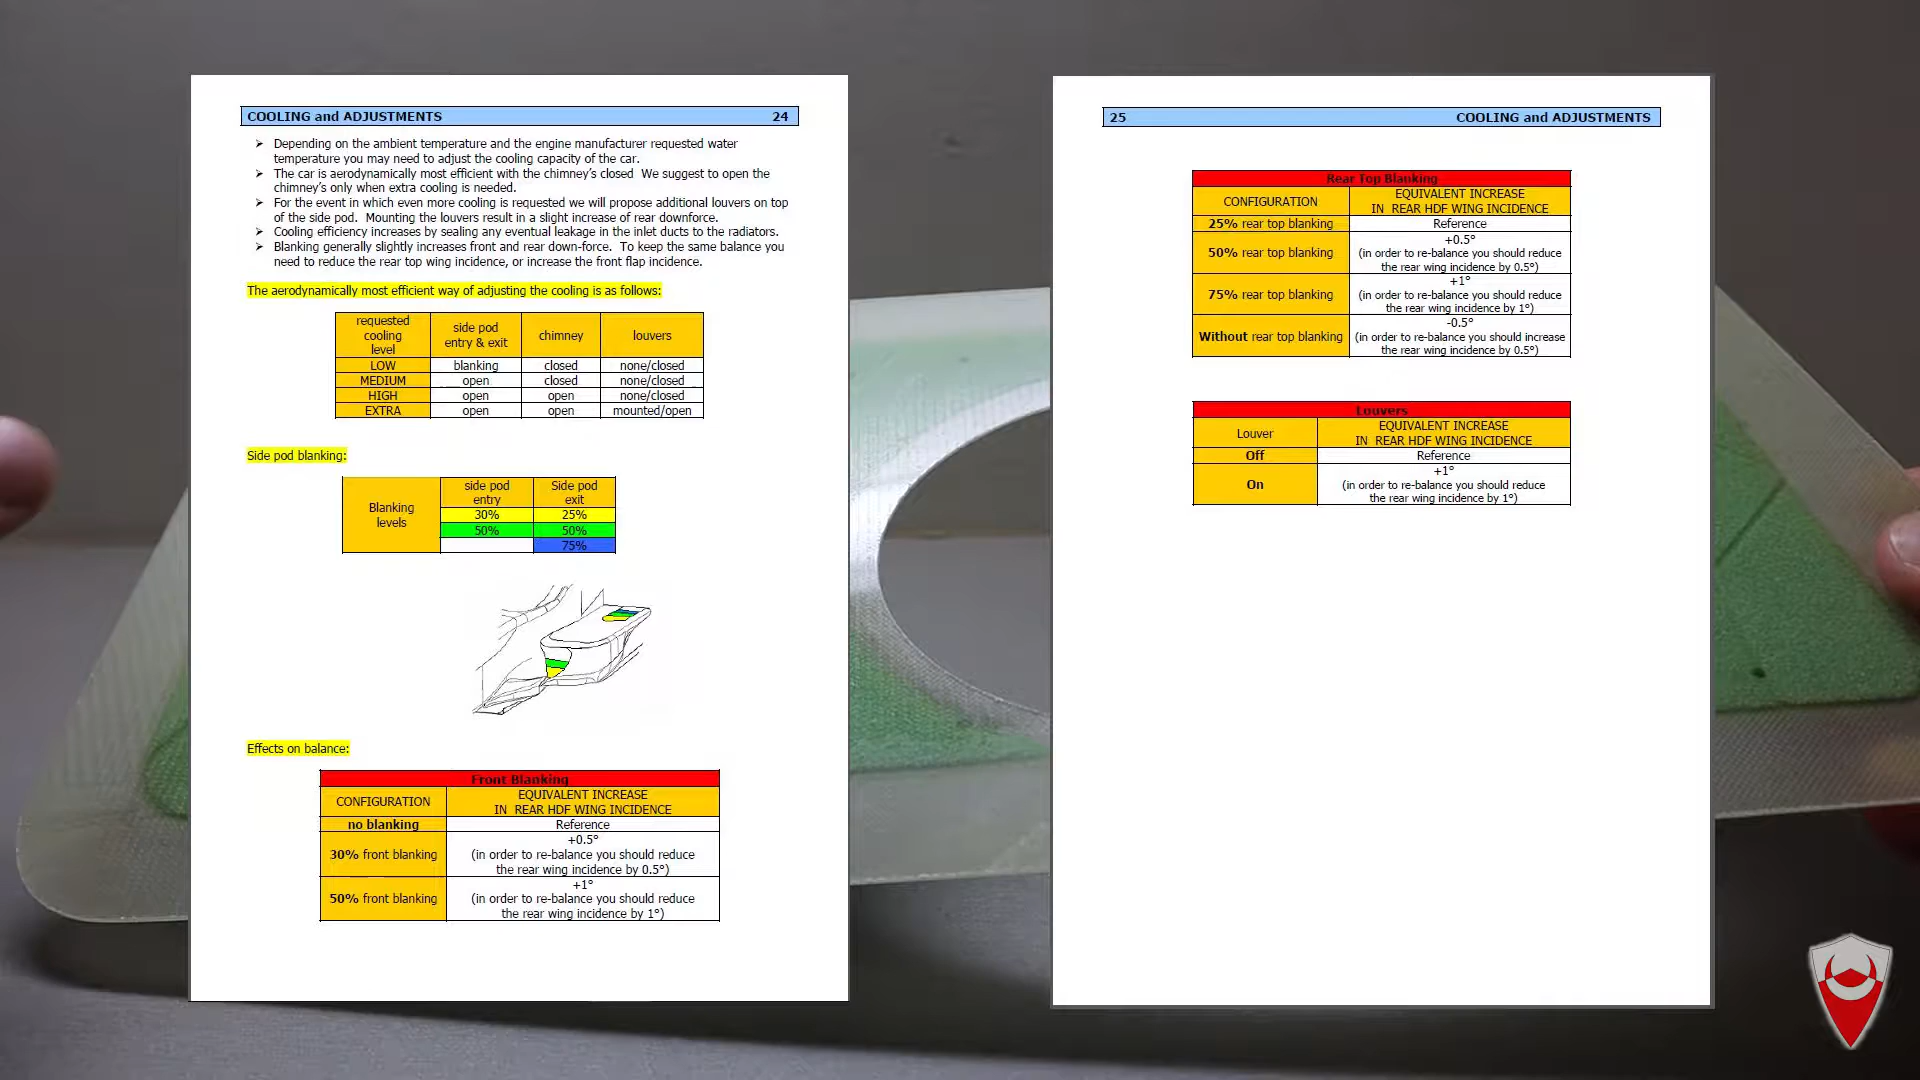 COOLING and ADJUSTMENTS 24
➢ Depending on the ambient temperature and the engine manufacturer requested water
temperature you may need to adjust the cooling capacity of the car.
➢ The car is aerodynamically most efficient with the chimney's closed We suggest to open the
chimney's only when extra cooling is needed.
➢ For the event in which even more cooling is requested we will propose additional louvers on top
of the side pod. Mounting the louvers result in a slight increase of rear downforce.
➢ Cooling efficiency increases by sealing any eventual leakage in the inlet ducts to the radiators.
➢ Blanking generally slightly increases front and rear down-force. To keep the same balance you
need to reduce the rear top wing incidence, or increase the front flap incidence.
The aerodynamically most efficient way of adjusting the cooling is as follows:
requested
cooling
level
side pod
entry & exit
chimney
louvers
LOW blanking closed none/closed
MEDIUM open closed none/closed
HIGH open open none/closed
EXTRA open open mounted/open
Side pod blanking:
Blanking
levels
side pod
entry
Side pod
exit
30% 25%
50% 50%
75%
Effects on balance:
Front Blanking
CONFIGURATION
EQUIVALENT INCREASE
IN REAR HDF WING INCIDENCE
no blanking Reference
30% front blanking
+0.5°
(in order to re-balance you should reduce
the rear wing incidence by 0.5°)
50% front blanking
+1°
(in order to re-balance you should reduce
the rear wing incidence by 1°)
25 COOLING and ADJUSTMENTS
Rear Top Blanking
CONFIGURATION
EQUIVALENT INCREASE
IN REAR HDF WING INCIDENCE
25% rear top blanking Reference
50% rear top blanking
+0.5°
(in order to re-balance you should reduce
the rear wing incidence by 0.5°)
75% rear top blanking
+1°
(in order to re-balance you should reduce
the rear wing incidence by 1°)
Without rear top blanking
-0.5°
(in order to re-balance you should increase
the rear wing incidence by 0.5°)
Louvers
Louver
EQUIVALENT INCREASE
IN REAR HDF WING INCIDENCE
Off Reference
On
+1°
(in order to re-balance you should reduce
the rear wing incidence by 1°)